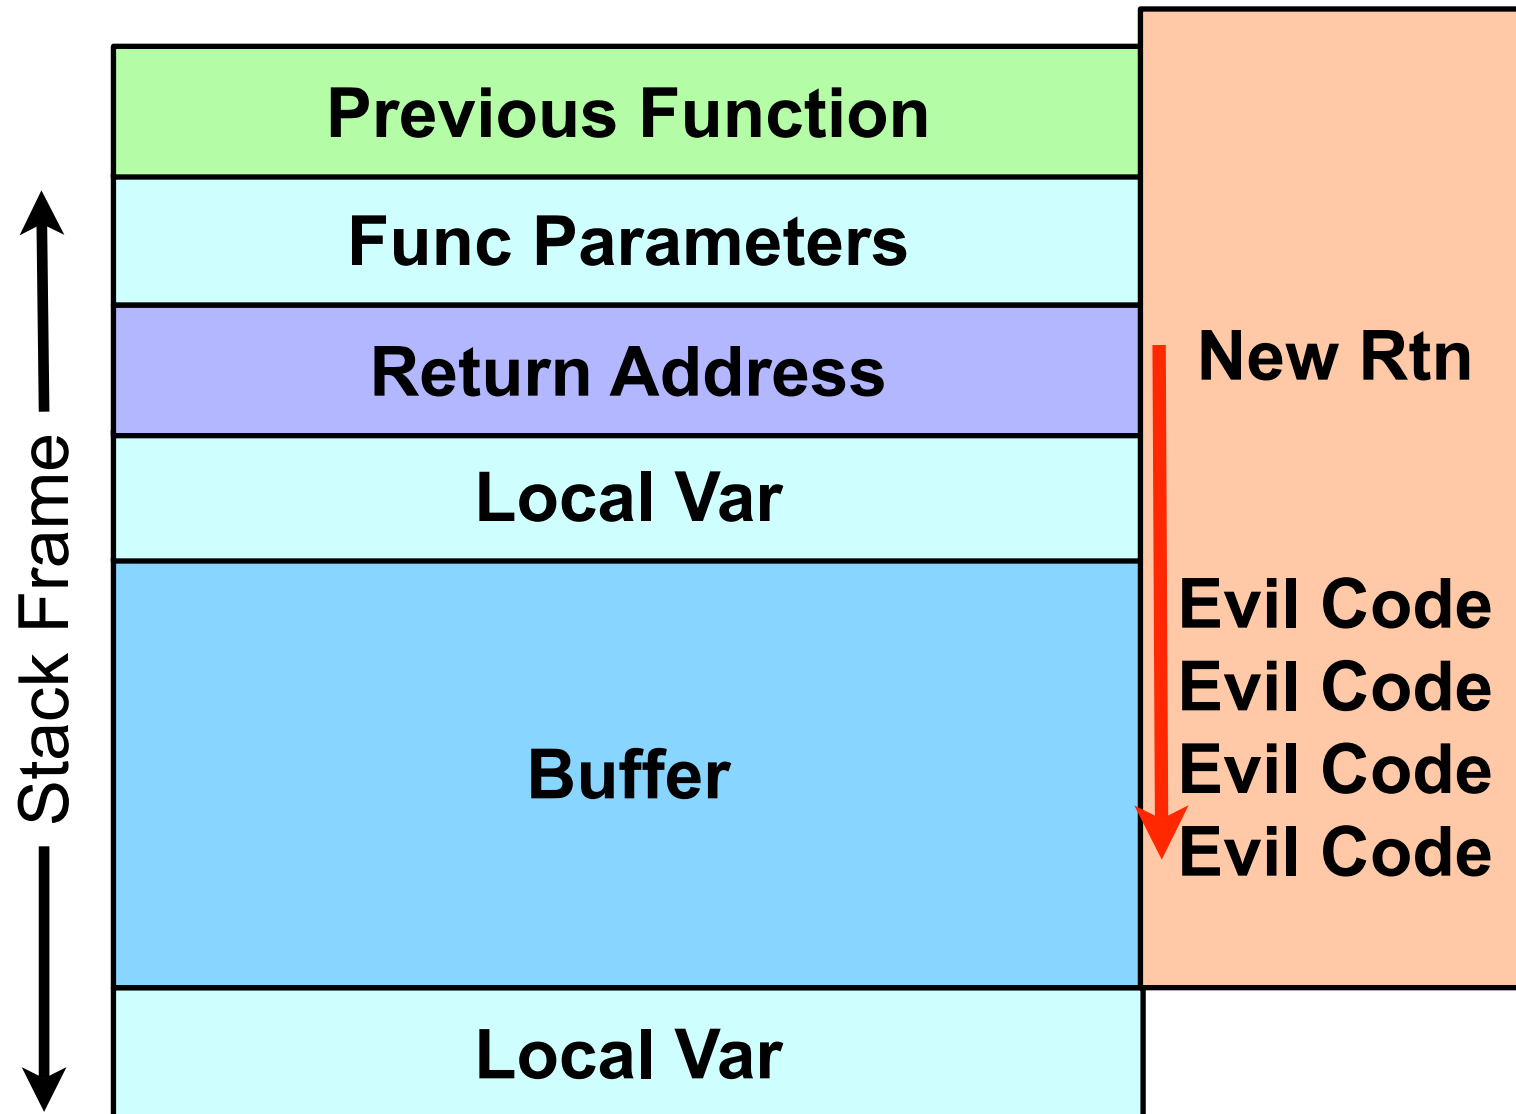 Previous Function
Func Parameters
Return Address
Local Var
Buffer
Local Var
Stack Frame
New Rtn
Evil Code
Evil Code
Evil Code
Evil Code